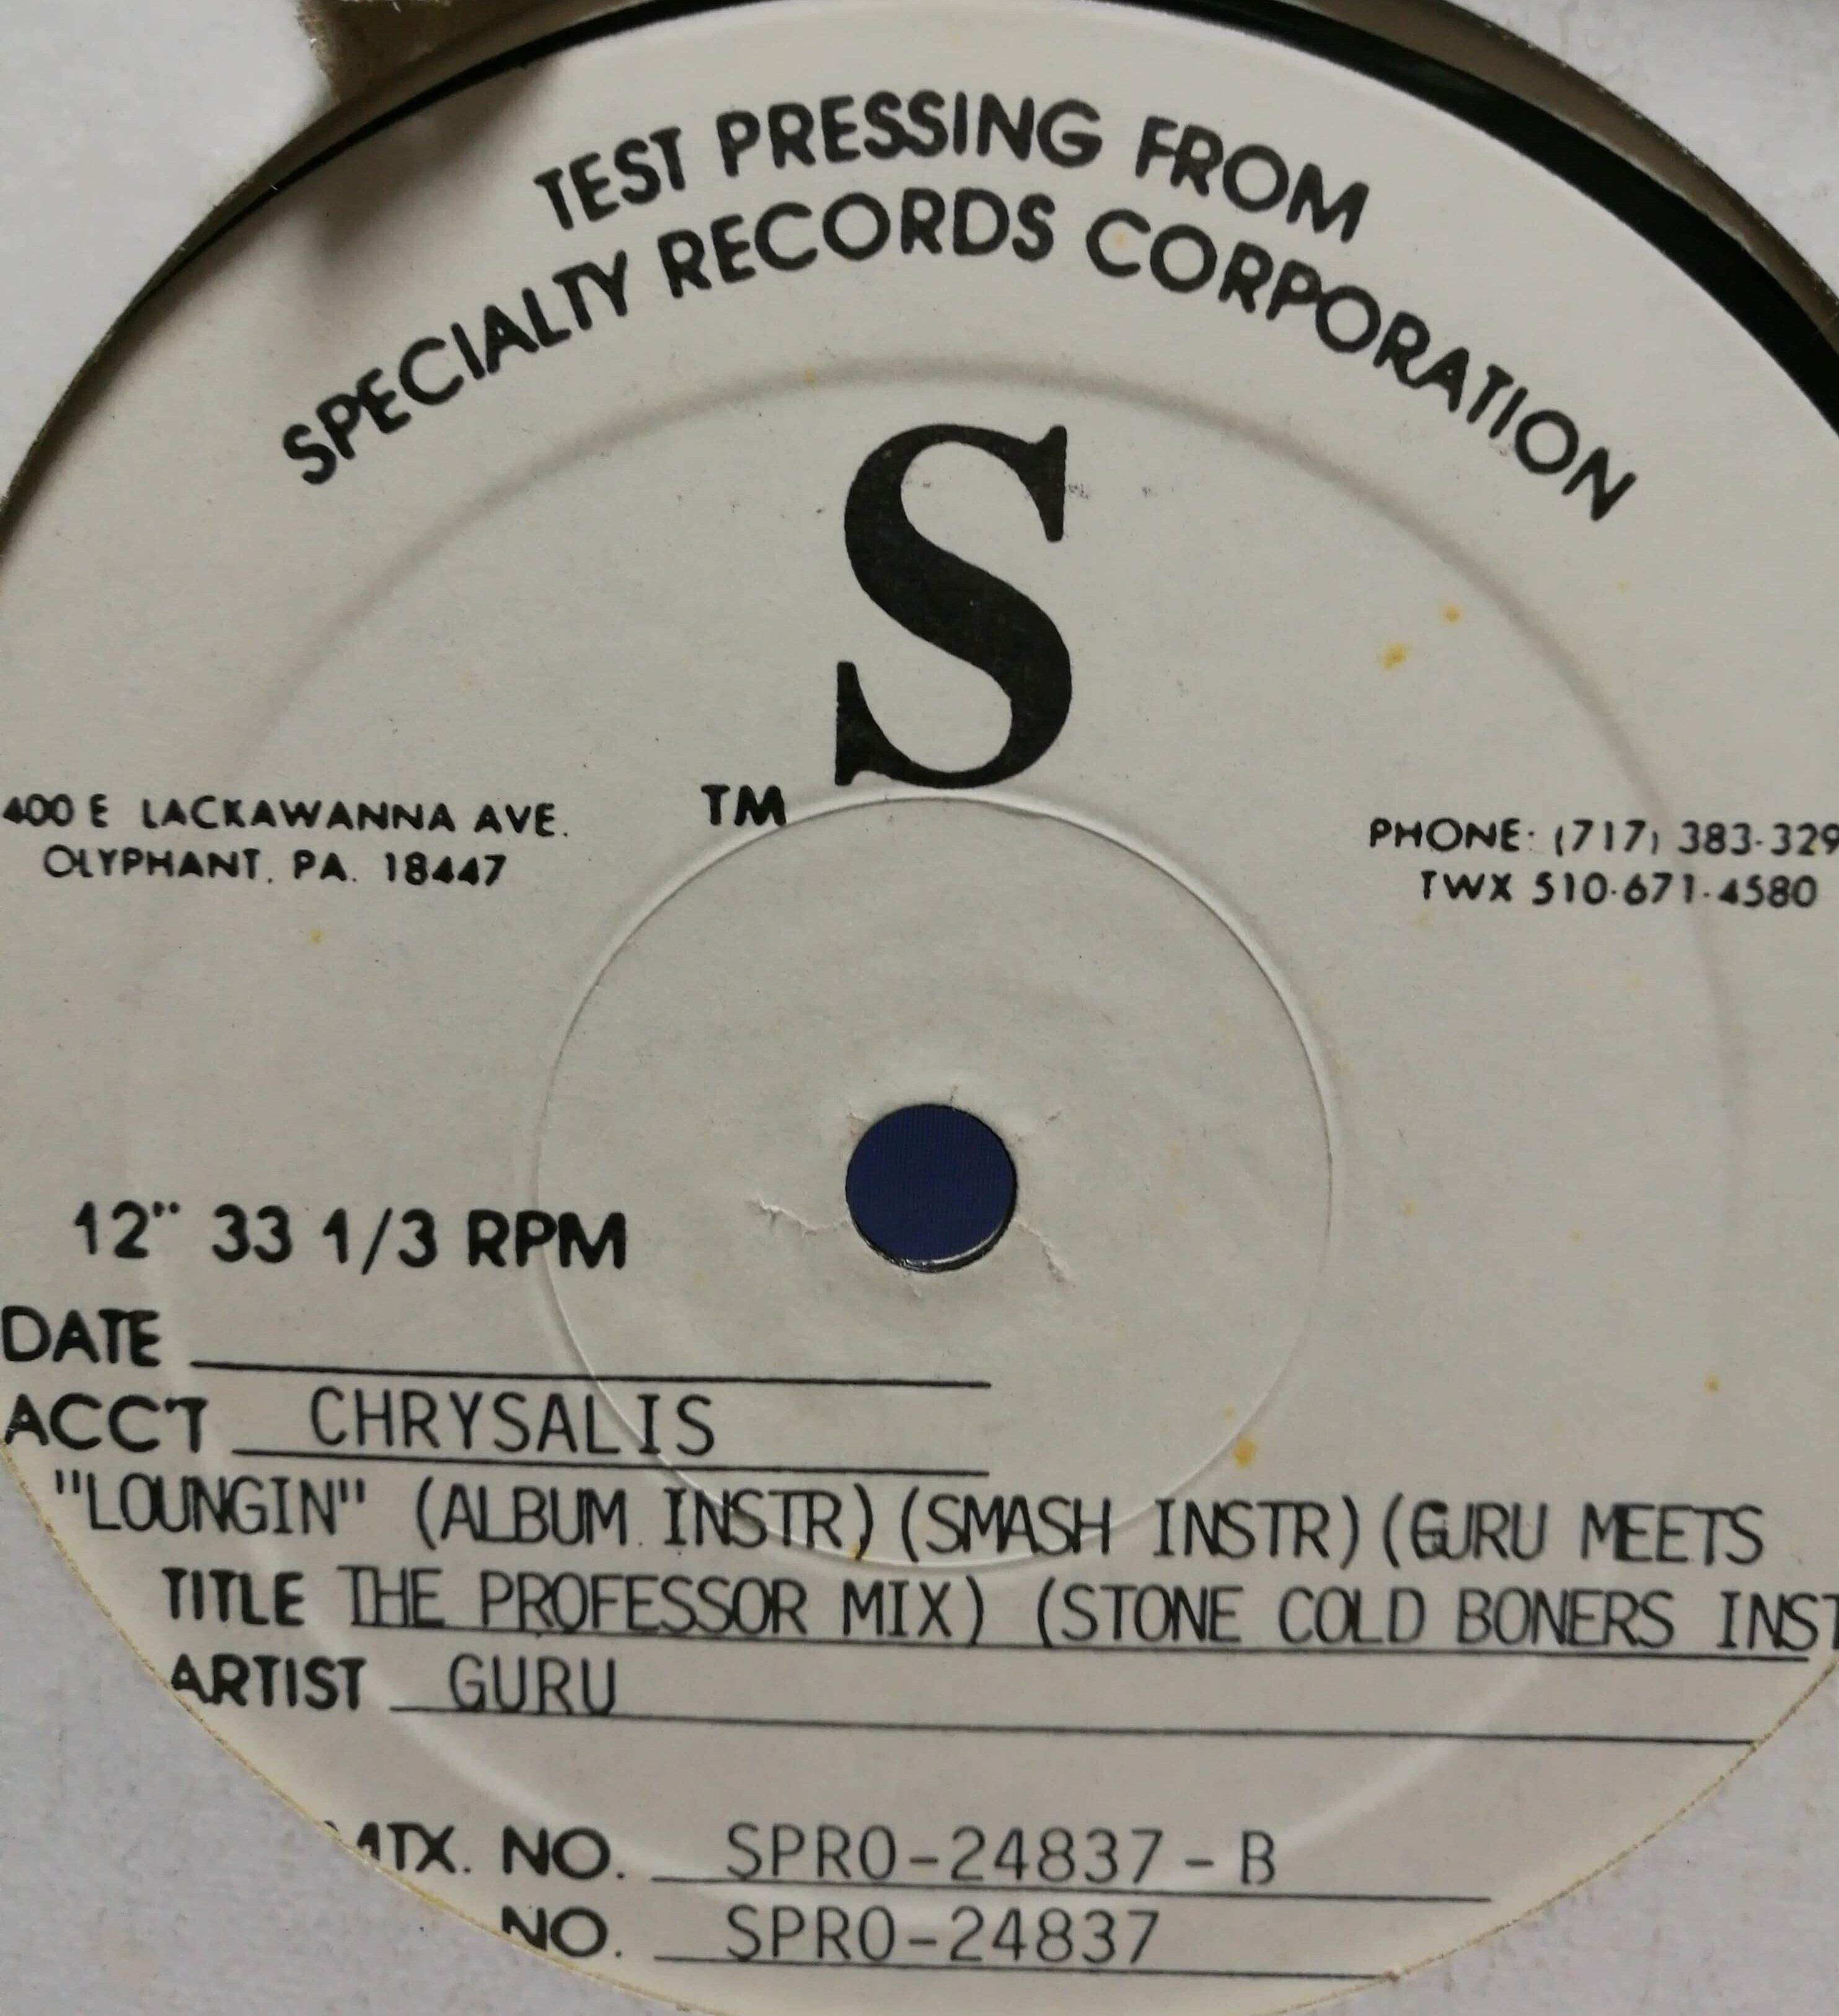 TEST PRESSING FROM
SPECIALTY RECORDS CORPORATION
S
TM
400 E LACKAWANNA AVE.
OLYPHANT, PA. 18447
PHONE: (717) 383-329
TWX 510-671-4580
12" 33 1/3 RPM
DATE
ACC'T CHRYSALIS
"LOUNGIN" (ALBUM INSTR) (SMASH INSTR) (GURU MEETS
TITLE THE PROFESSOR MIX) (STONE COLD BONERS INST
ARTIST GURU
MTX. NO. SPRO-24837-B
NO. SPRO-24837